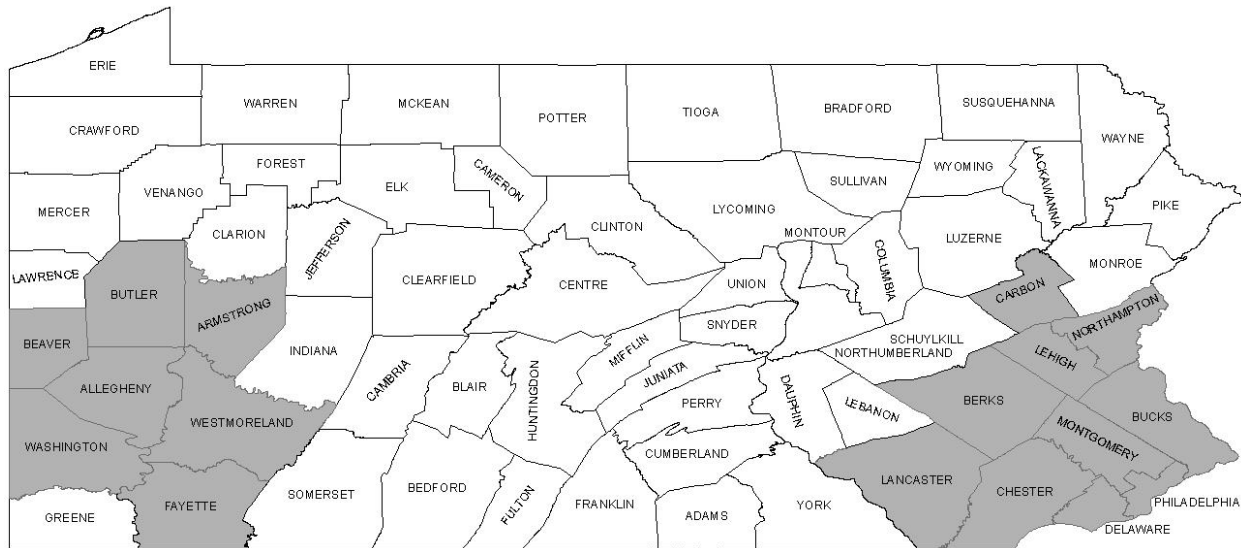 ERIE
WARREN
MCKEAN
POTTER
TIOGA
BRADFORD
SUSQUEHANNA
WAYNE
CRAWFORD
FOREST
CAMERON
WYOMING
LACKAWANNA
VENANGO
ELK
SULLIVAN
PIKE
MERCER
LYCOMING
CLARION
JEFFERSON
CLINTON
MONTOUR
COLUMBIA
LUZERNE
LAWRENCE
MONROE
BUTLER
CLEARFIELD
CENTRE
UNION
CARBON
ARMSTRONG
NORTHAMPTON
BEAVER
SNYDER
SCHUYLKILL
INDIANA
MIFFLIN
NORTHUMBERLAND
LEHIGH
ALLEGHENY
CAMBRIA
BLAIR
HUNTINGDON
JUNIATA
DAUPHIN
LEBANON
BERKS
BUCKS
WESTMORELAND
PERRY
MONTGOMERY
WASHINGTON
CUMBERLAND
LANCASTER
SOMERSET
BEDFORD
FULTON
CHESTER
FAYETTE
FRANKLIN
ADAMS
YORK
PHILADELPHIA
GREENE
DELAWARE